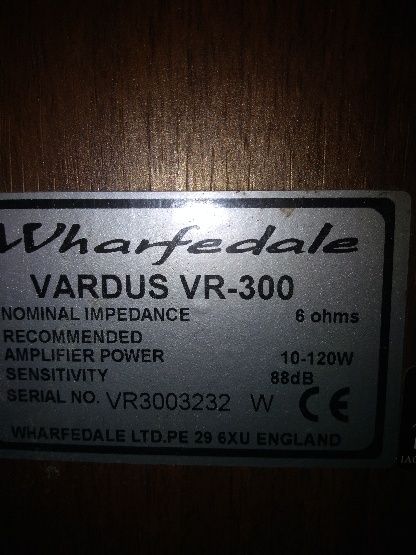 Wharfedale
VARDUS VR-300
NOMINAL IMPEDANCE 6 ohms
RECOMMENDED
AMPLIFIER POWER 10-120W
SENSITIVITY 88dB
SERIAL NO. VR3003232 W CE
WHARFEDALE LTD.PE 29 6XU ENGLAND